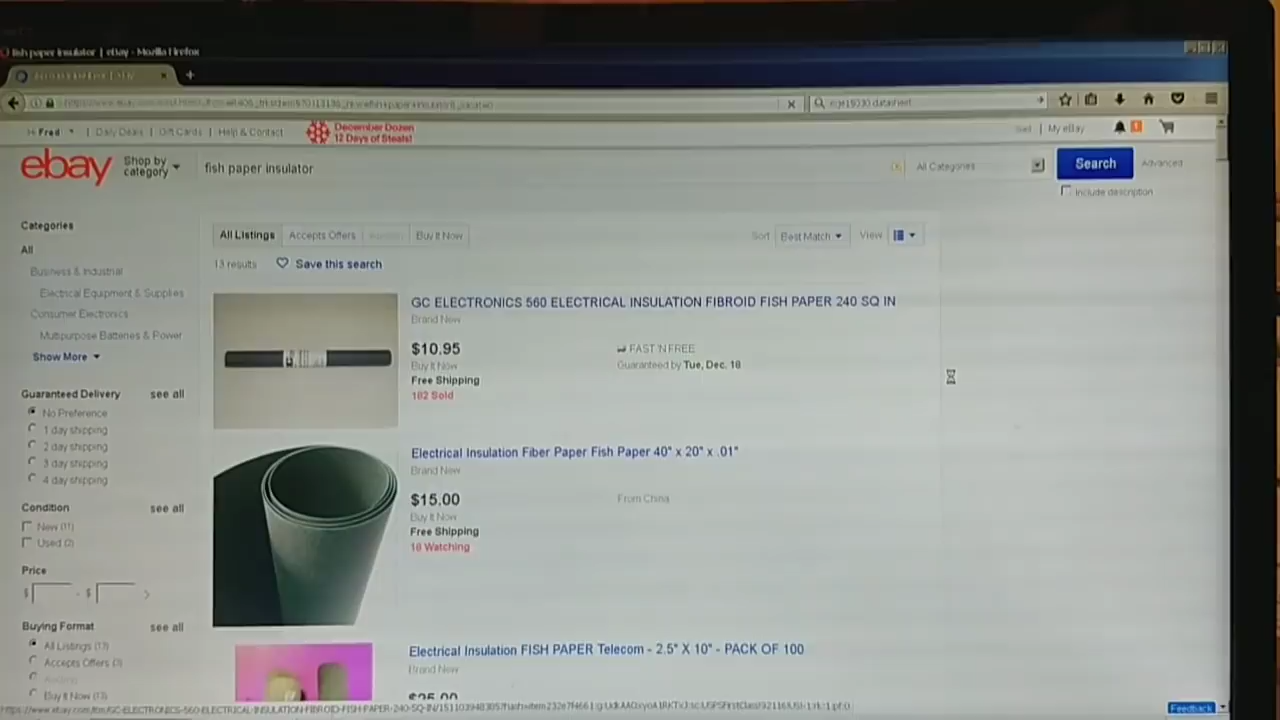 fish paper insulator | eBay - Mozilla Firefox
datasheet
Hi Fred | Daily Deals | Gift Cards | Help & Contact
December Dozen
12 Days of Steals!
Sell | My eBay
1
ebay
Shop by
category
fish paper insulator
All Categories
Search
Advanced
Include description
Categories
All
Business & Industrial
Electrical Equipment & Supplies
Consumer Electronics
Multipurpose Batteries & Power
Show More
Guaranteed Delivery see all
No Preference
1 day shipping
2 day shipping
3 day shipping
4 day shipping
Condition see all
New (11)
Used (2)
Price
$ - $
Buying Format see all
All Listings (13)
Accepts Offers (3)
Buy It Now (13)
All Listings Accepts Offers Buy It Now
Sort Best Match View
13 results Save this search
GC ELECTRONICS 560 ELECTRICAL INSULATION FIBROID FISH PAPER 240 SQ IN
Brand New
$10.95
Buy It Now
Free Shipping
182 Sold
FAST 'N FREE
Guaranteed by Tue, Dec. 18
Electrical Insulation Fiber Paper Fish Paper 40" x 20" x .01"
Brand New
$15.00
Buy It Now
Free Shipping
18 Watching
From China
Electrical Insulation FISH PAPER Telecom - 2.5" X 10" - PACK OF 100
Brand New
Feedback